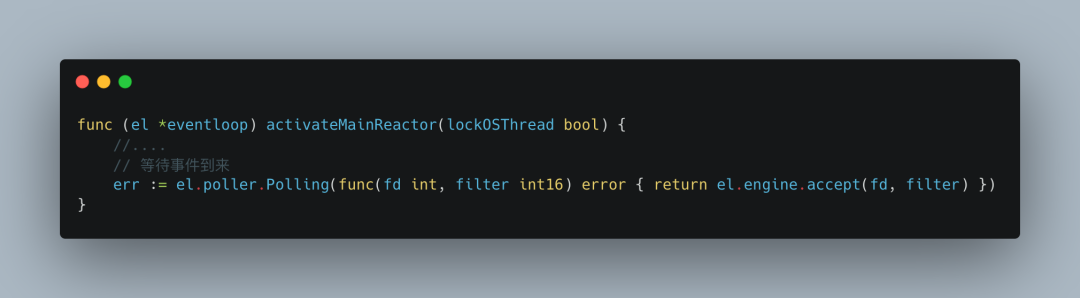 func (el *eventloop) activateMainReactor(lockOSThread bool) {
    //....
    // 等待事件到来
    err := el.poller.Polling(func(fd int, filter int16) error { return el.engine.accept(fd, filter) })
}